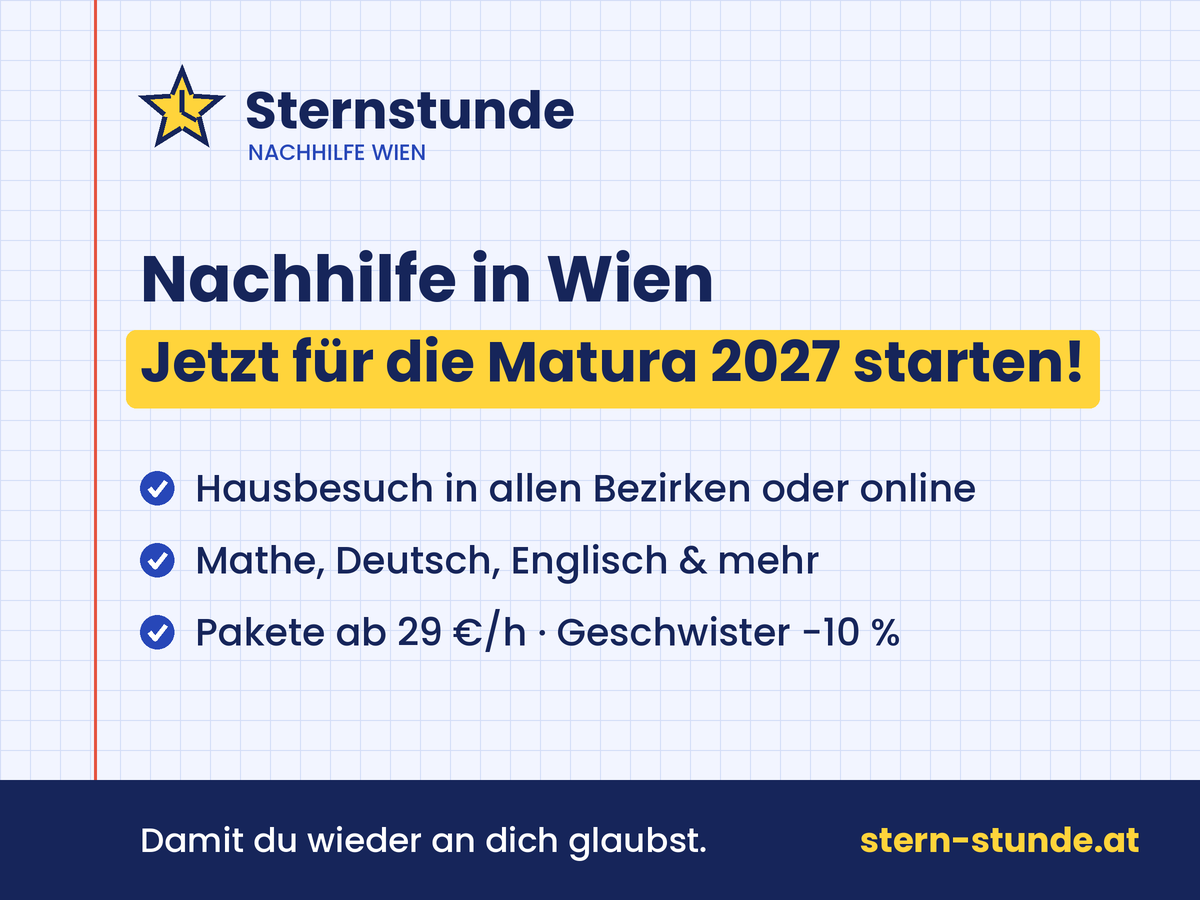 Sternstunde
NACHHILFE WIEN
Nachhilfe in Wien
Jetzt für die Matura 2027 starten!
Hausbesuch in allen Bezirken oder online
Mathe, Deutsch, Englisch & mehr
Pakete ab 29 €/h · Geschwister −10 %
Damit du wieder an dich glaubst.
stern-stunde.at